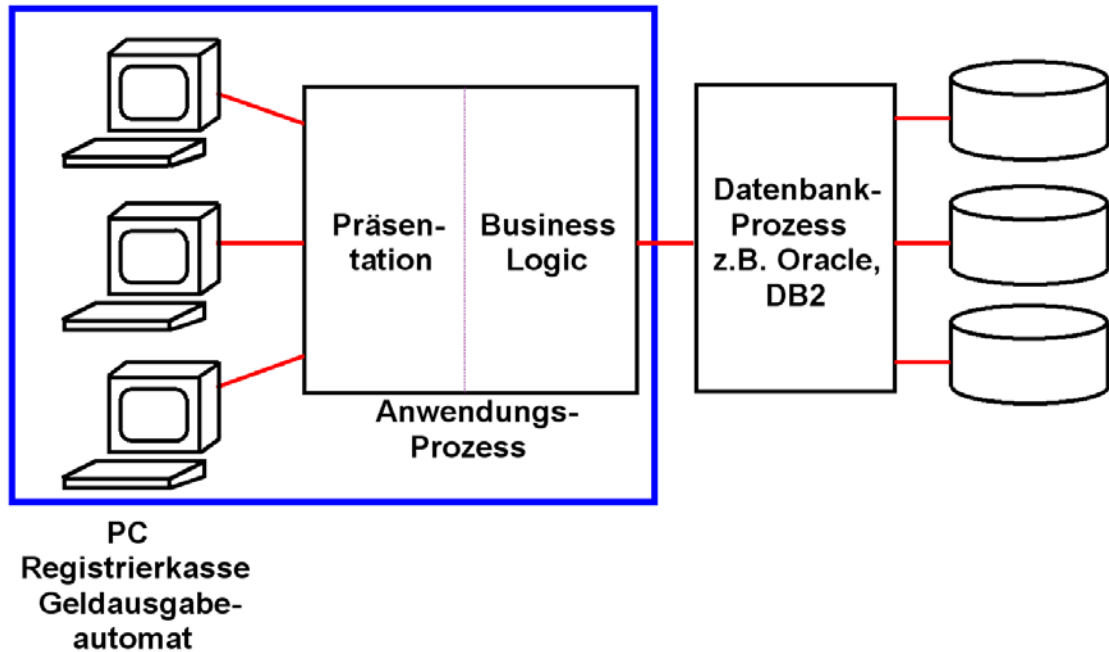 Präsen-
tation
Business
Logic
Anwendungs-
Prozess
Datenbank-
Prozess
z.B. Oracle,
DB2
PC
Registrierkasse
Geldausgabe-
automat